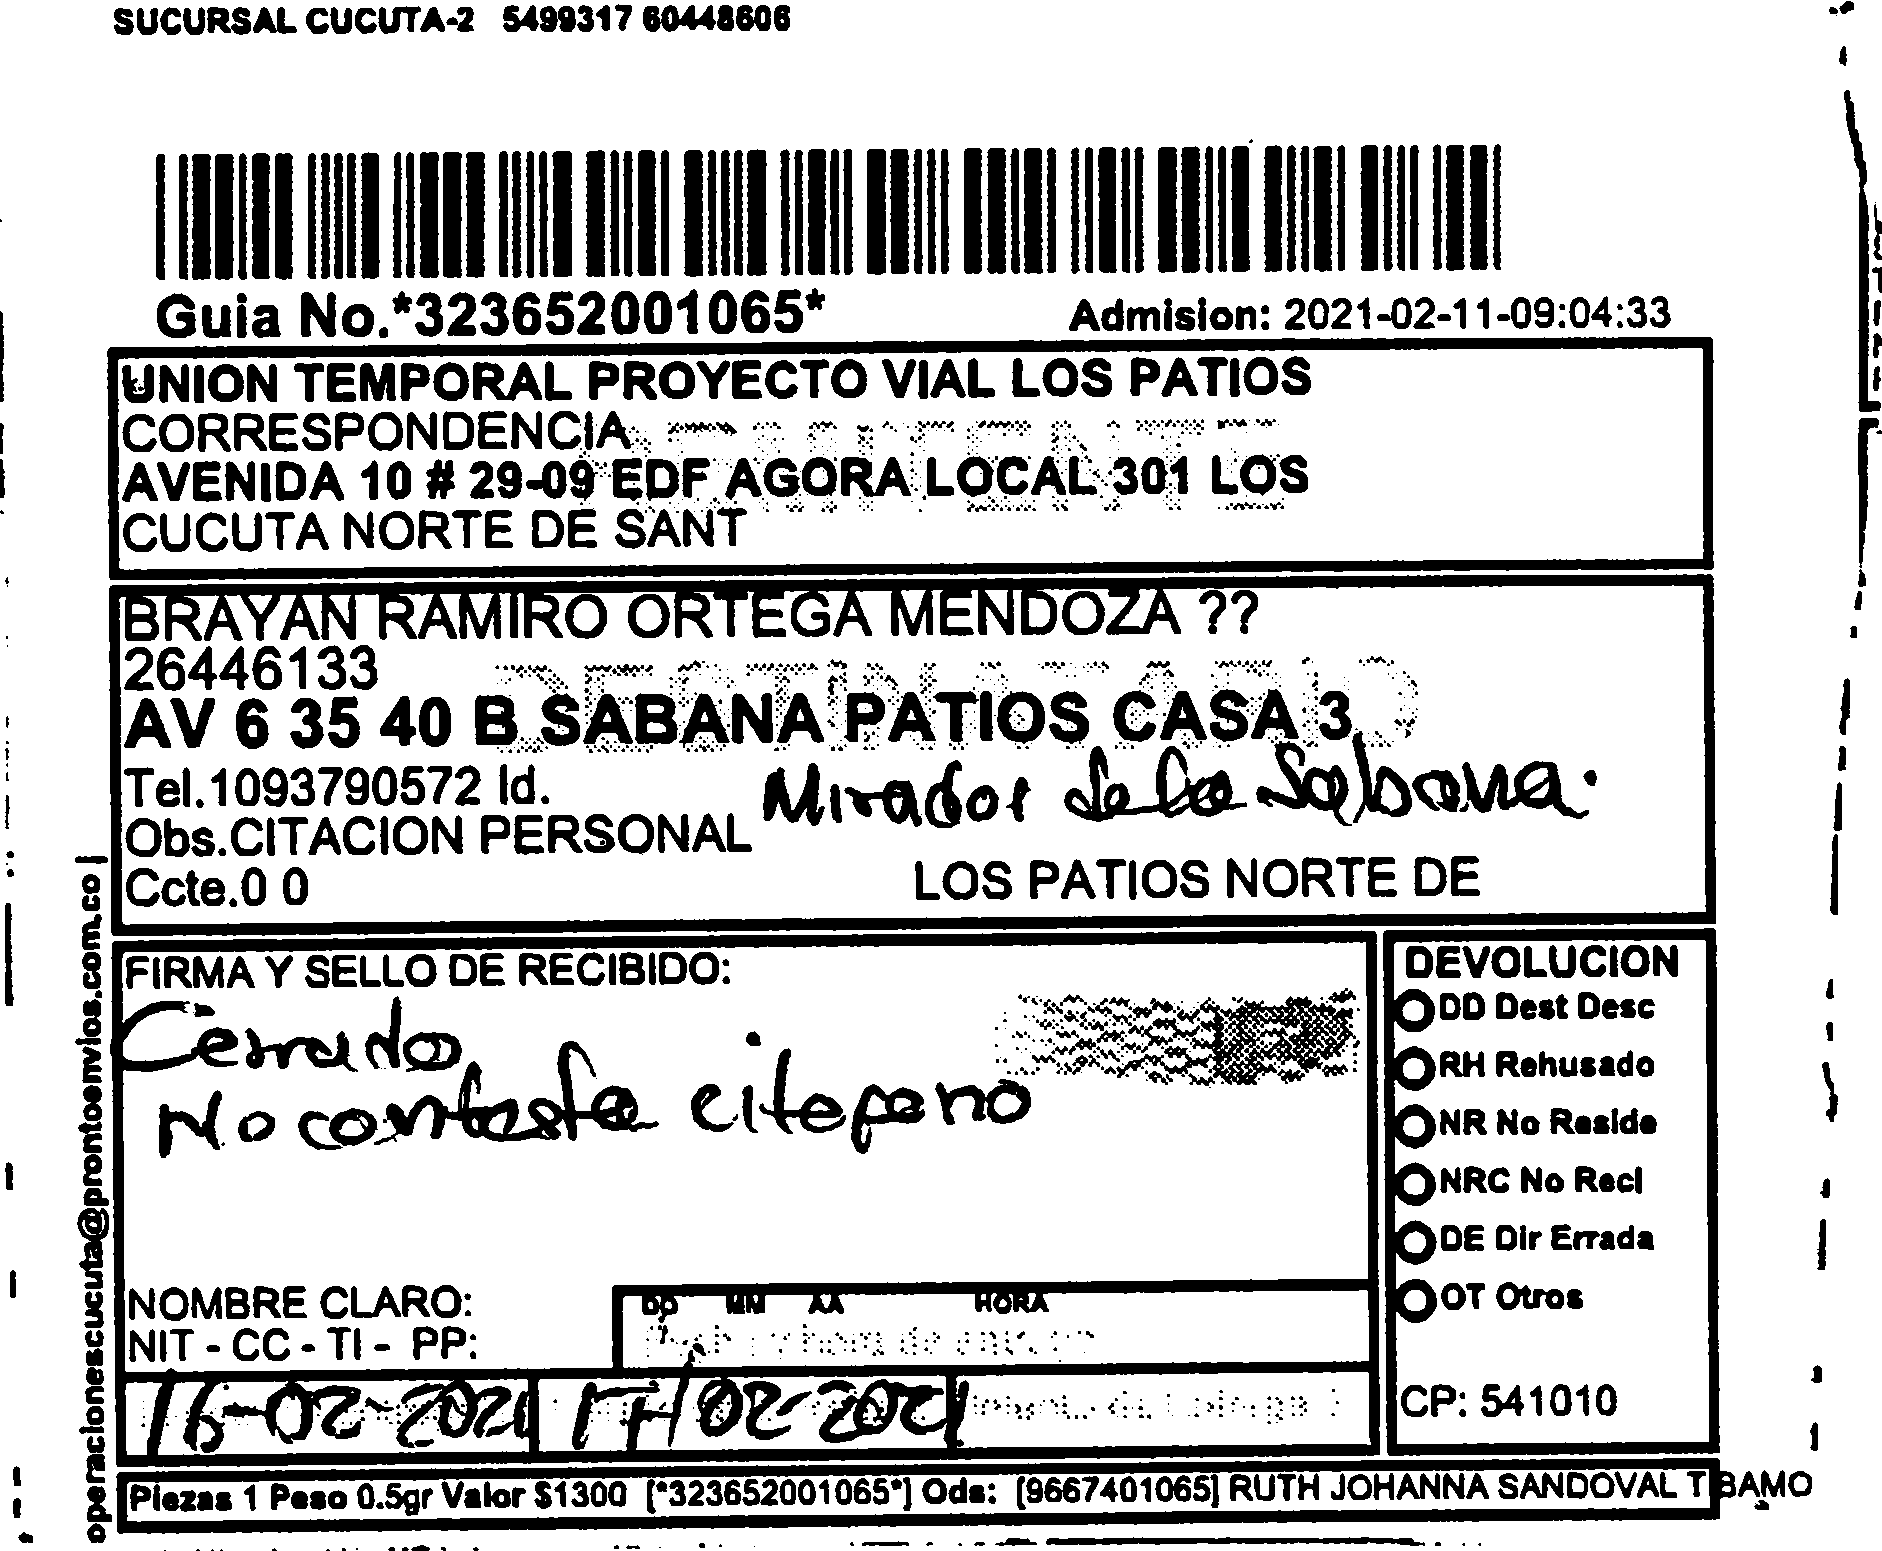 SUCURSAL CUCUTA-2 5499317 60448606
Guia No.*323652001065*
Admision: 2021-02-11-09:04:33
UNION TEMPORAL PROYECTO VIAL LOS PATIOS
CORRESPONDENCIA
REMITENTE
AVENIDA 10 # 29-09 EDF AGORA LOCAL 301 LOS
CUCUTA NORTE DE SANT
BRAYAN RAMIRO ORTEGA MENDOZA ??
26446133
DESTINATARIO
AV 6 35 40 B SABANA PATIOS CASA 3
Tel.1093790572 Id.
Mirador de la Sabana.
Obs.CITACION PERSONAL
Ccte.0 0
LOS PATIOS NORTE DE
operacionescucuta@prontoenvios.com.co |
FIRMA Y SELLO DE RECIBIDO:
Cerrado
No contesta citofano
NOMBRE CLARO:
NIT - CC - TI - PP:
DD MM AA HORA
16-02-2021
17-02-2021
DEVOLUCION
DD Dest Desc
RH Rehusado
NR No Reside
NRC No Recl
DE Dir Errada
OT Otros
CP: 541010
Piezas 1 Peso 0.5gr Valor $1300 [*323652001065*] Ods: [9667401065] RUTH JOHANNA SANDOVAL TIBAMO